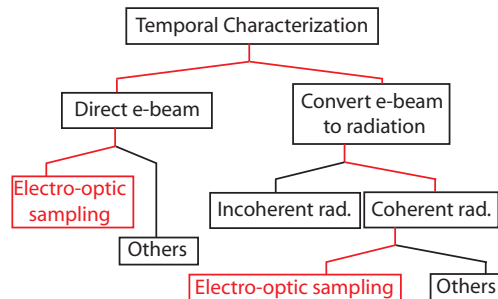 Temporal Characterization
Direct e-beam
Convert e-beam
to radiation
Electro-optic
sampling
Others
Incoherent rad.
Coherent rad.
Electro-optic sampling
Others